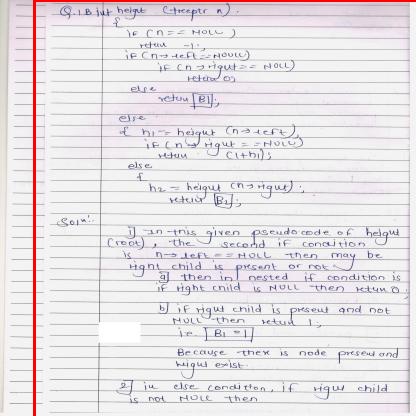 Q.1 B int height (treeptr n).
{
if (n == NULL)
return -1;
if (n→left == NULL)
if (n→right == NULL)
return 0;
else
return [B1];
else
{ h1 = height (n→left),
if (n→right == NULL)
return (1+h1);
else
{
h2 = height (n→right);
return [B2];
Soln:
1] In this given pseudocode of height
(root), the second if condition
is n→left == NULL then may be
right child is present or not
a] then in nested if condition is
if right child is NULL then return 0;
b] if right child is present and not
NULL then return 1,
i.e [B1 = 1]
Because there is node present and
height exist.
2] in else condition, if right child
is not NULL then